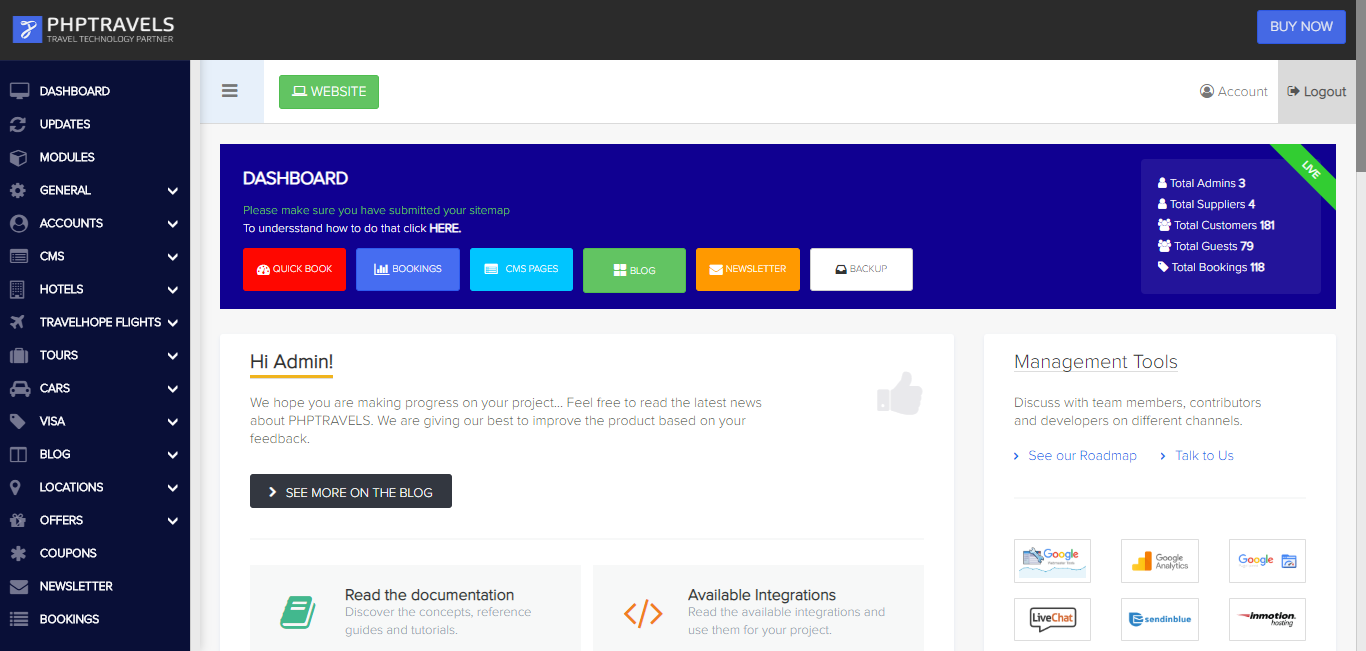 PHPTRAVELS
TRAVEL TECHNOLOGY PARTNER
BUY NOW
DASHBOARD
UPDATES
MODULES
GENERAL
ACCOUNTS
CMS
HOTELS
TRAVELHOPE FLIGHTS
TOURS
CARS
VISA
BLOG
LOCATIONS
OFFERS
COUPONS
NEWSLETTER
BOOKINGS
WEBSITE
Account
Logout
DASHBOARD
Please make sure you have submitted your sitemap
To undersstand how to do that click HERE.
QUICK BOOK
BOOKINGS
CMS PAGES
BLOG
NEWSLETTER
BACKUP
LIVE
Total Admins 3
Total Suppliers 4
Total Customers 181
Total Guests 79
Total Bookings 118
Hi Admin!
We hope you are making progress on your project... Feel free to read the latest news
about PHPTRAVELS. We are giving our best to improve the product based on your
feedback.
SEE MORE ON THE BLOG
Read the documentation
Discover the concepts, reference
guides and tutorials.
Available Integrations
Read the available integrations and
use them for your project.
Management Tools
Discuss with team members, contributors
and developers on different channels.
See our Roadmap
Talk to Us
Google
Google
Analytics
Google
LiveChat
sendinblue
inmotion
hosting